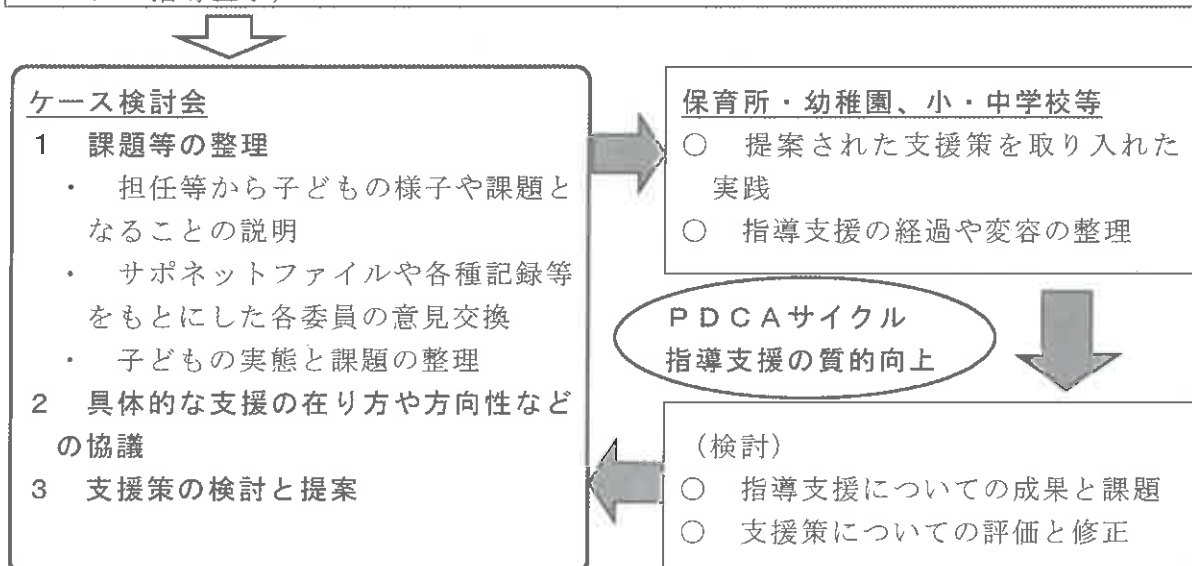 ケース検討会
1 課題等の整理
・ 担任等から子どもの様子や課題と
なることの説明
・ サポネットファイルや各種記録等
をもとにした各委員の意見交換
・ 子どもの実態と課題の整理
2 具体的な支援の在り方や方向性など
の協議
3 支援策の検討と提案
保育所・幼稚園、小・中学校等
○ 提案された支援策を取り入れた
実践
○ 指導支援の経過や変容の整理
PDCAサイクル
指導支援の質的向上
(検討)
○ 指導支援についての成果と課題
○ 支援策についての評価と修正